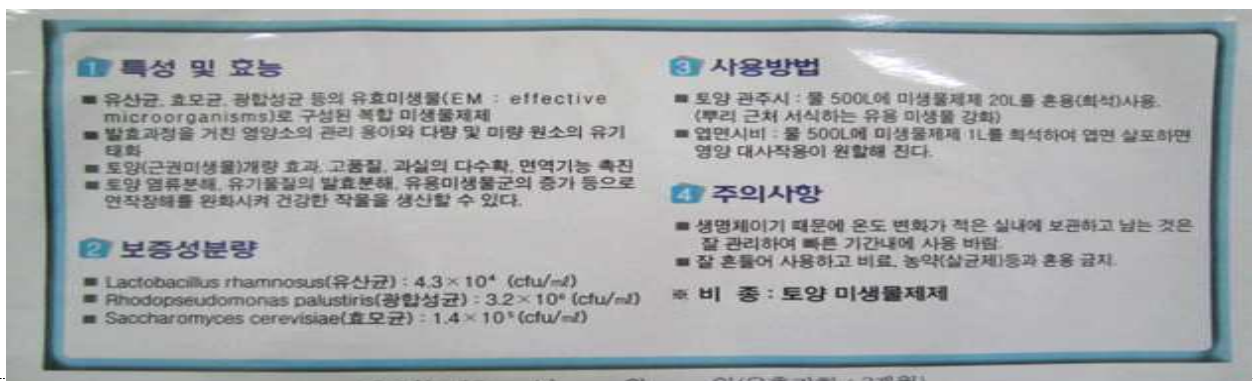 1 특성 및 효능
■ 유산균, 효모균, 광합성균 등의 유효미생물(EM : effective
microorganisms)로 구성된 복합 미생물제제
■ 발효과정을 거친 영양소의 관리 용이와 다량 및 미량 원소의 유기
태화
■ 토양(근권미생물)개량 효과, 고품질, 과실의 다수확, 면역기능 촉진
■ 토양 염류분해, 유기물질의 발효분해, 유용미생물군의 증가 등으로
연작장해를 완화시켜 건강한 작물을 생산할 수 있다.
2 보증성분량
■ Lactobacillus rhamnosus(유산균) : 4.3×10⁴ (cfu/㎖)
■ Rhodopseudomonas palustiris(광합성균) : 3.2×10⁶ (cfu/㎖)
■ Saccharomyces cerevisiae(효모균) : 1.4×10⁵ (cfu/㎖)
3 사용방법
■ 토양 관주시 : 물 500L에 미생물제제 20L를 혼용(희석)사용.
(뿌리 근처 서식하는 유용 미생물 강화)
■ 엽면시비 : 물 500L에 미생물제제 1L를 희석하여 엽면 살포하면
영양 대사작용이 원할해 진다.
4 주의사항
■ 생명체이기 때문에 온도 변화가 적은 실내에 보관하고 남는 것은
잘 관리하여 빠른 기간내에 사용 바람.
■ 잘 흔들어 사용하고 비료, 농약(살균제)등과 혼용 금지.
※ 비 종 : 토양 미생물제제